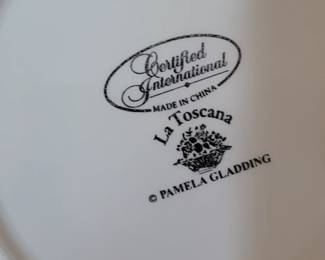 Certified
International
MADE IN CHINA
La Toscana
© PAMELA GLADDING